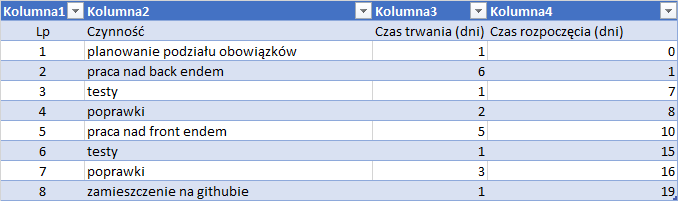 Kolumna1 Kolumna2 Kolumna3 Kolumna4
Lp Czynność Czas trwania (dni) Czas rozpoczęcia (dni)
1 planowanie podziału obowiązków 1 0
2 praca nad back endem 6 1
3 testy 1 7
4 poprawki 2 8
5 praca nad front endem 5 10
6 testy 1 15
7 poprawki 3 16
8 zamieszczenie na githubie 1 19